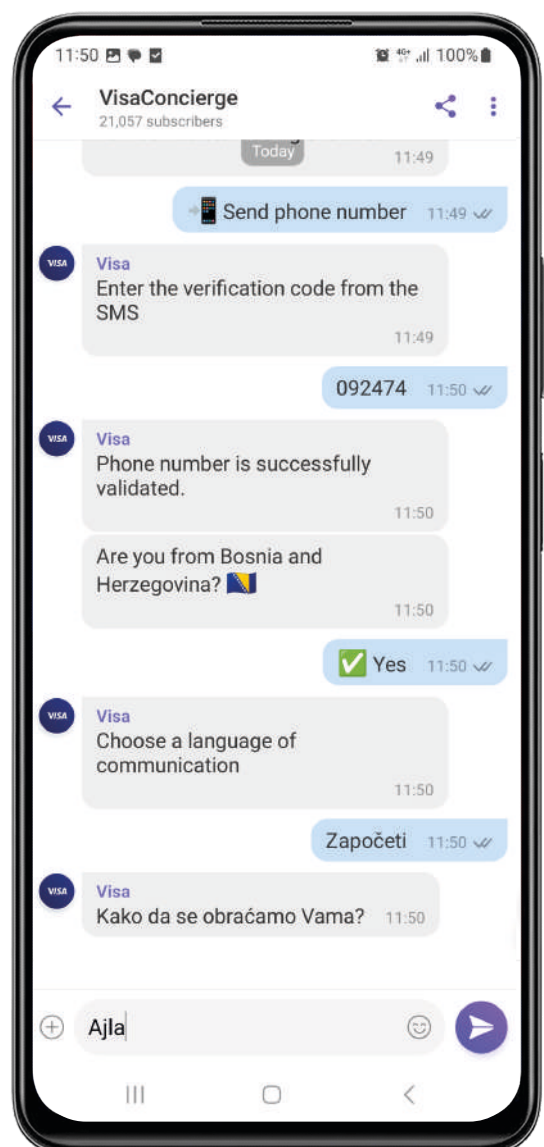 11:50
100%
VisaConcierge
21,057 subscribers
Today
11:49
Send phone number 11:49
VISA
Visa
Enter the verification code from the
SMS
11:49
092474 11:50
VISA
Visa
Phone number is successfully
validated.
11:50
Are you from Bosnia and
Herzegovina?
11:50
Yes 11:50
VISA
Visa
Choose a language of
communication
11:50
Započeti 11:50
VISA
Visa
Kako da se obraćamo Vama? 11:50
Ajla